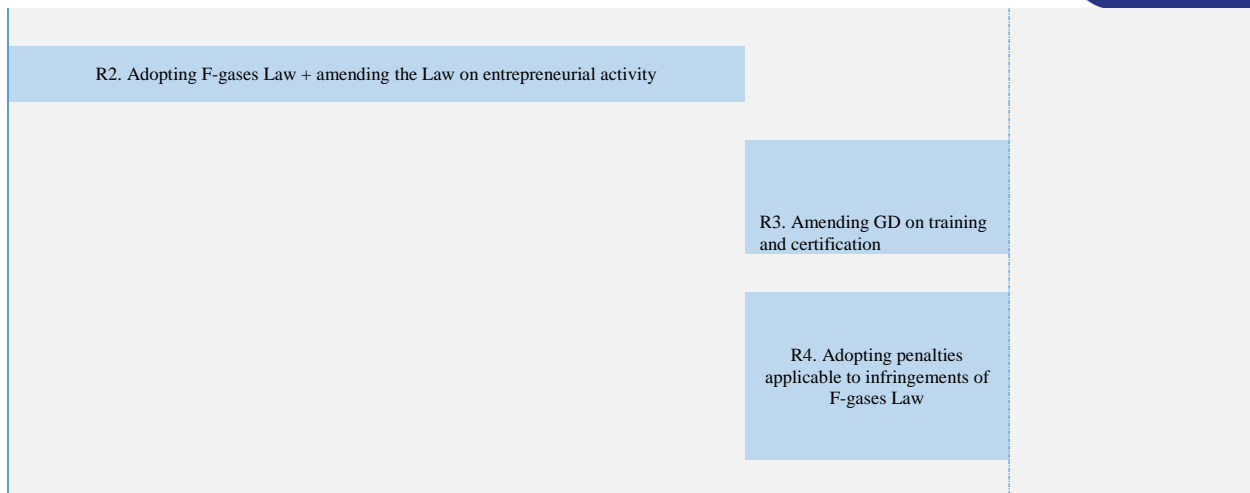 R2. Adopting F-gases Law + amending the Law on entrepreneurial activity
R3. Amending GD on training
and certification
R4. Adopting penalties
applicable to infringements of
F-gases Law